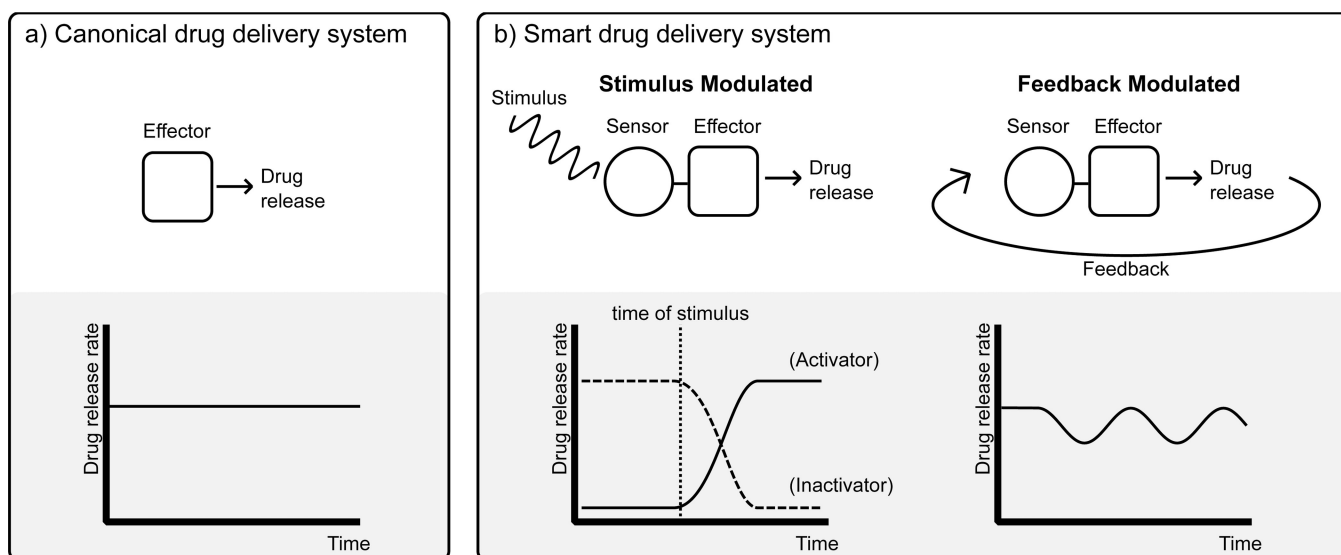 a) Canonical drug delivery system
Effector
Drug
release
Drug release rate
Time
b) Smart drug delivery system
Stimulus Modulated
Stimulus
Sensor
Effector
Drug
release
time of stimulus
(Activator)
(Inactivator)
Drug release rate
Time
Feedback Modulated
Sensor
Effector
Drug
release
Feedback
Drug release rate
Time